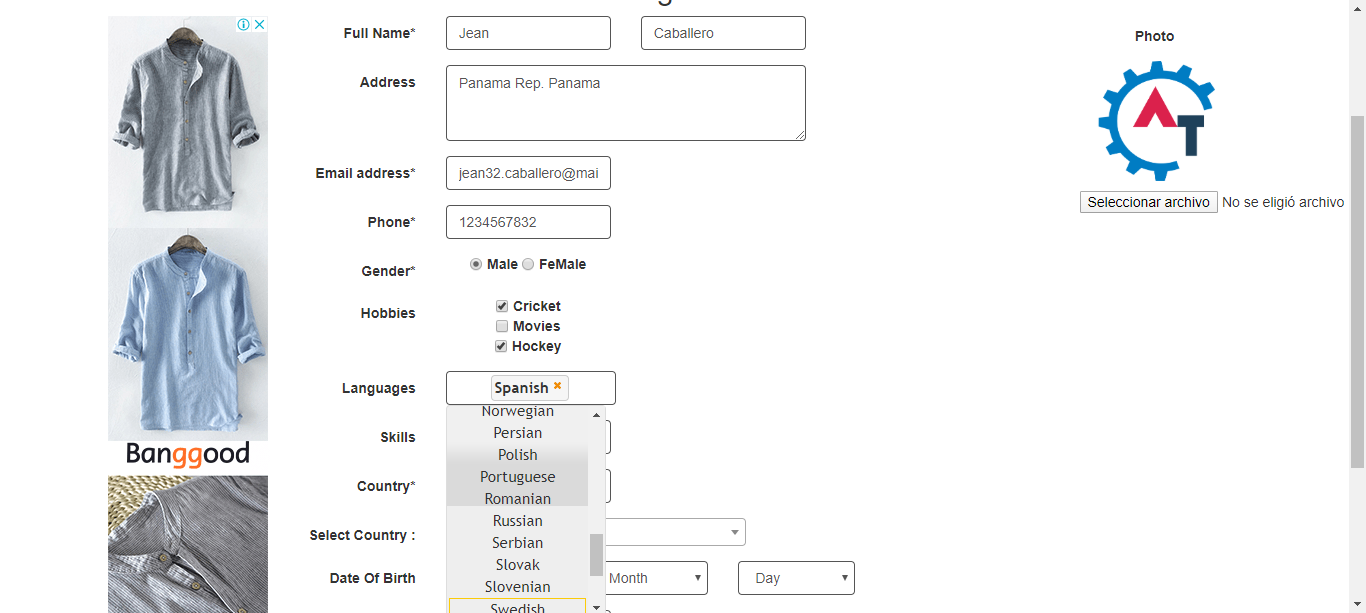 Full Name*
Jean
Caballero
Photo
Address
Panama Rep. Panama
Email address*
jean32.caballero@mai
Seleccionar archivo No se eligió archivo
Phone*
1234567832
Gender*
Male FeMale
Hobbies
Cricket
Movies
Hockey
Languages
Spanish
Norwegian
Persian
Skills
Polish
Portuguese
Country*
Romanian
Russian
Select Country :
Serbian
Slovak
Date Of Birth
Month
Day
Slovenian
Swedish
Banggood
AT